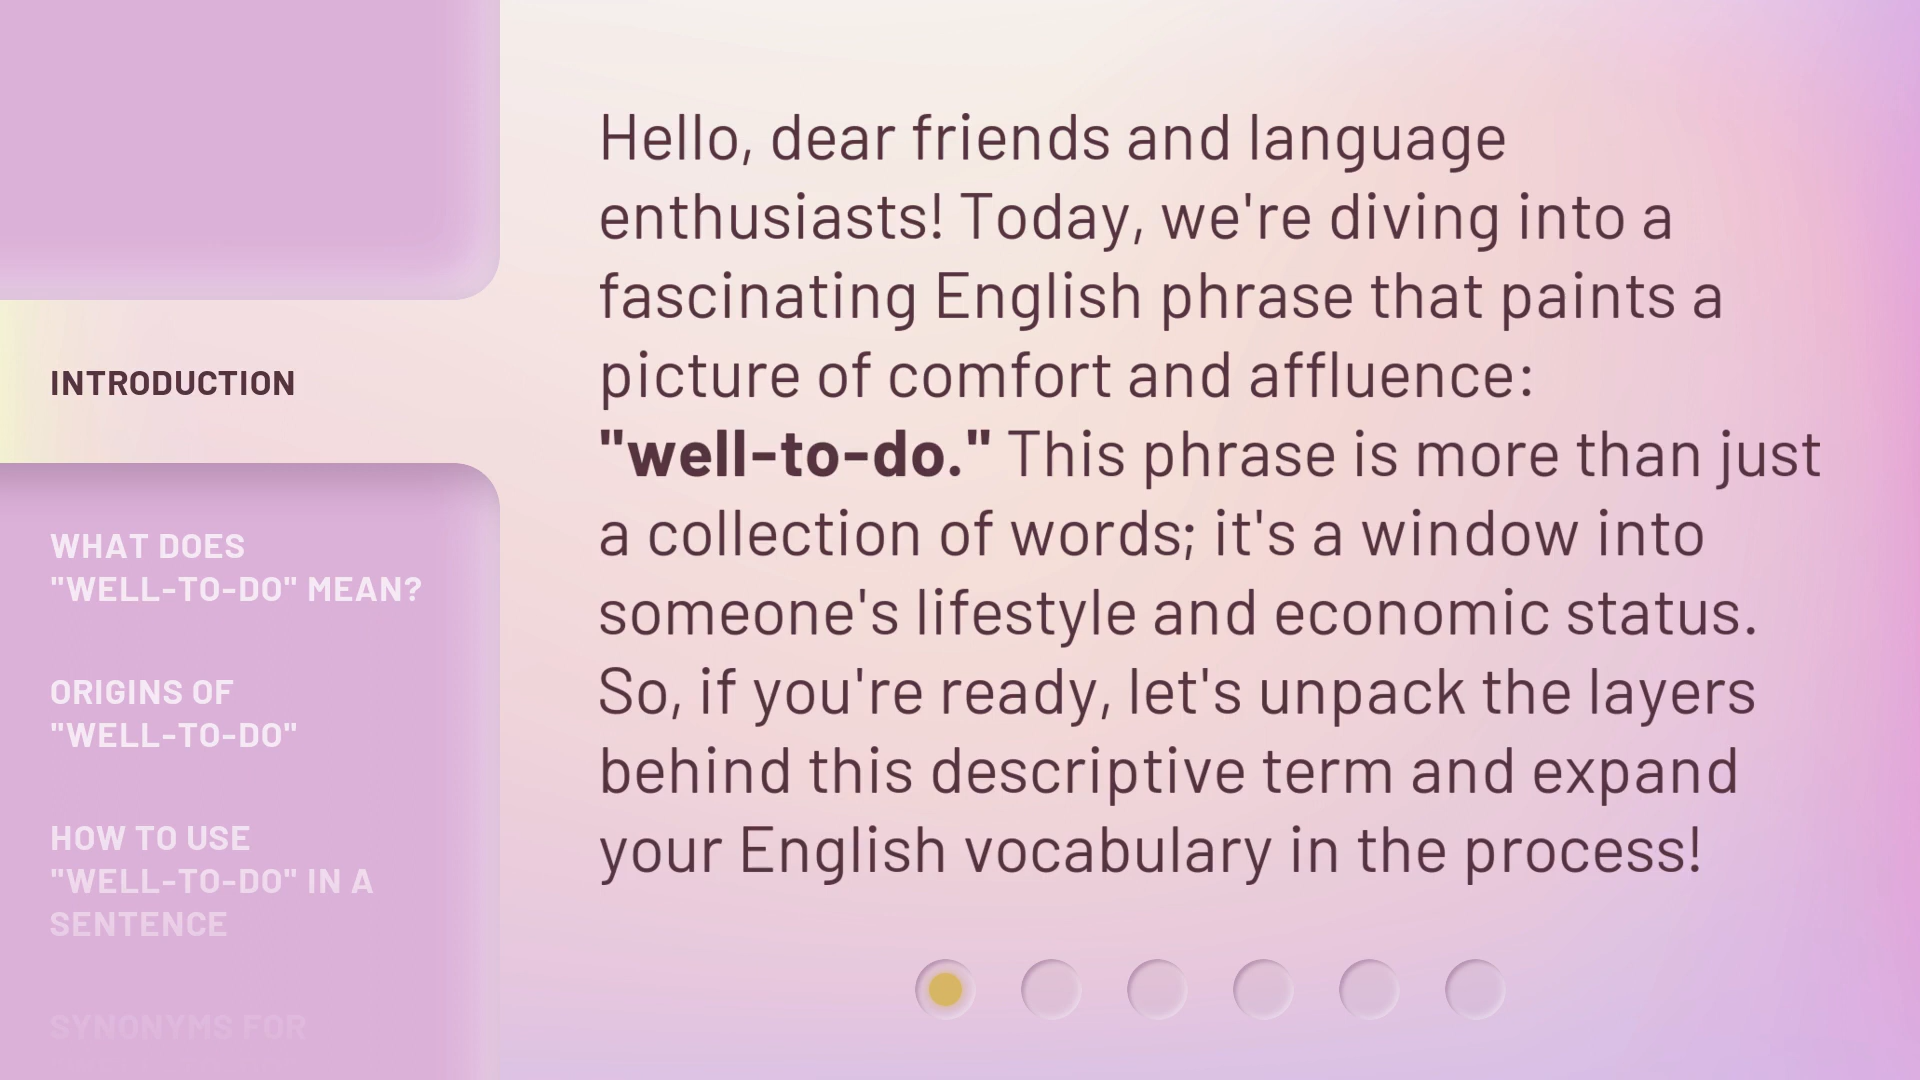 INTRODUCTION
WHAT DOES
"WELL-TO-DO" MEAN?
ORIGINS OF
"WELL-TO-DO"
HOW TO USE
"WELL-TO-DO" IN A
SENTENCE
SYNONYMS FOR
Hello, dear friends and language
enthusiasts! Today, we're diving into a
fascinating English phrase that paints a
picture of comfort and affluence:
"well-to-do." This phrase is more than just
a collection of words; it's a window into
someone's lifestyle and economic status.
So, if you're ready, let's unpack the layers
behind this descriptive term and expand
your English vocabulary in the process!